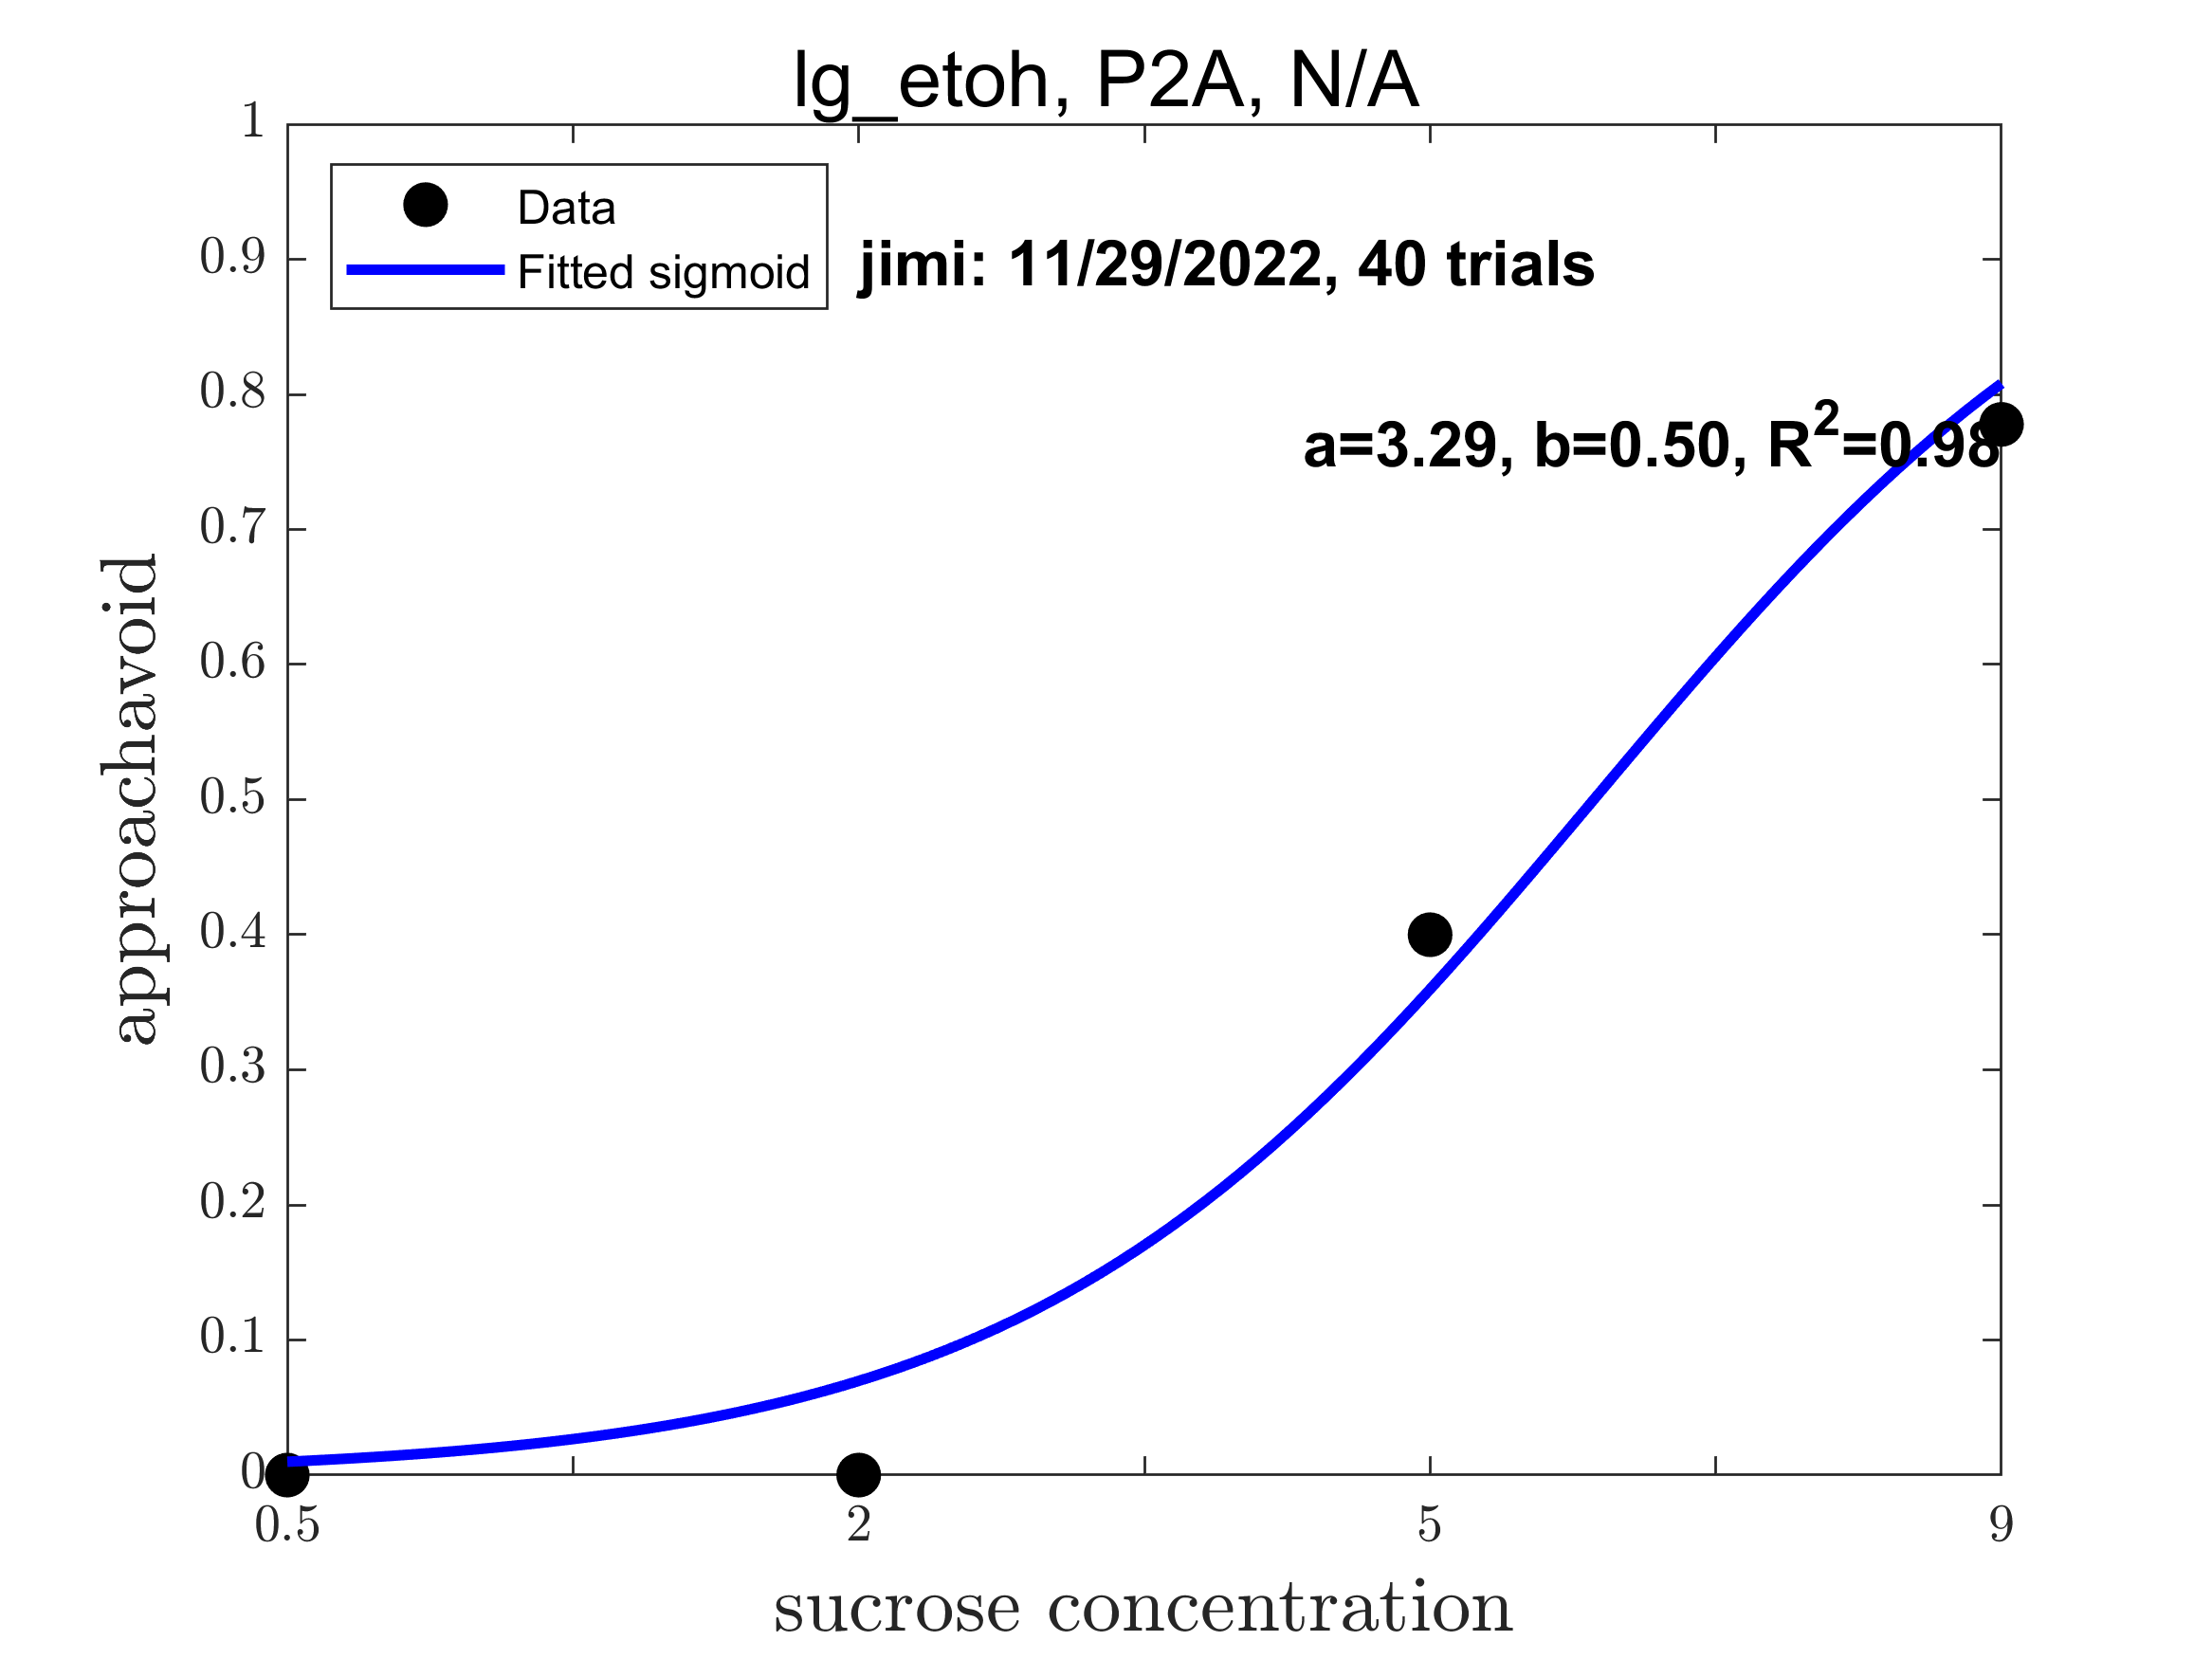 lg_etoh, P2A, N/A
1
0.9
0.8
0.7
0.6
0.5
0.4
0.3
0.2
0.1
0
Data
Fitted sigmoid
jimi: 11/29/2022, 40 trials
a=3.29, b=0.50, R²=0.98
approachavoid
0.5 2 5 9
sucrose concentration